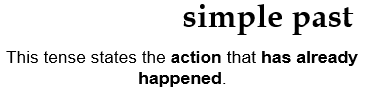 simple past
This tense states the action that has already
happened.